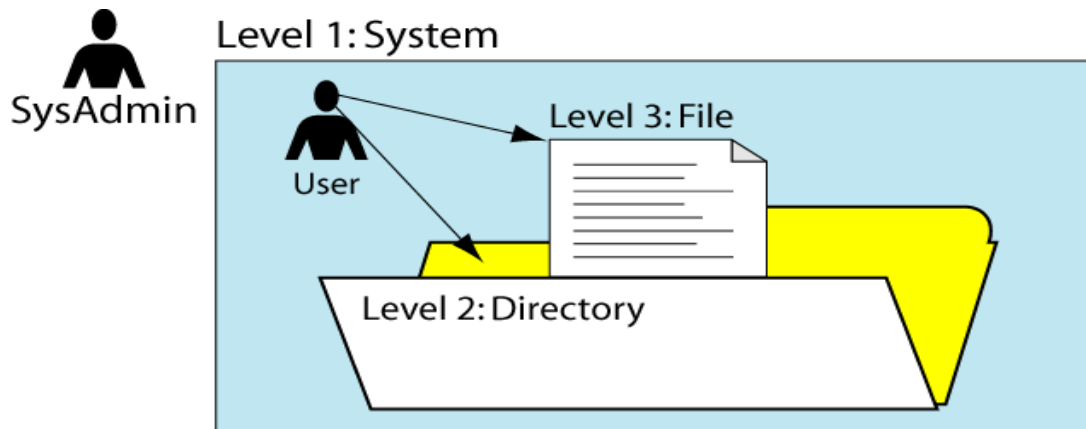 Level 1: System
SysAdmin
Level 3: File
User
Level 2: Directory